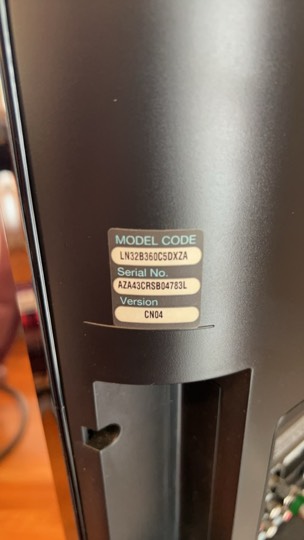 MODEL CODE
LN32B360C5DXZA
Serial No.
AZA43CRSB04783L
Version
CN04